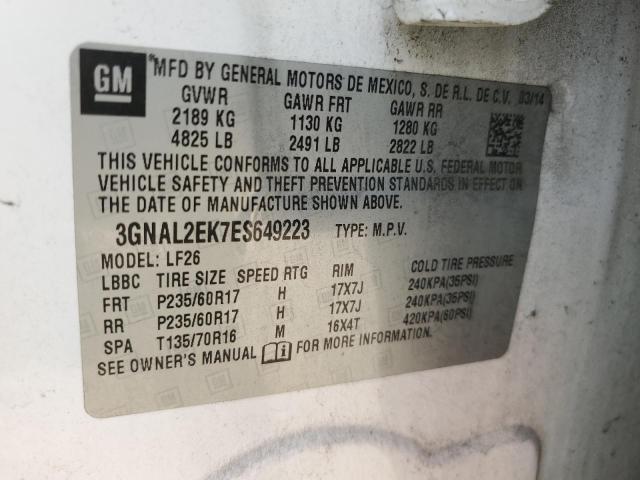 GM
*MFD BY GENERAL MOTORS DE MEXICO, S. DE R.L. DE C.V. 03/14
GVWR GAWR FRT GAWR RR
2189 KG 1130 KG 1280 KG
4825 LB 2491 LB 2822 LB
THIS VEHICLE CONFORMS TO ALL APPLICABLE U.S. FEDERAL MOTOR
VEHICLE SAFETY AND THEFT PREVENTION STANDARDS IN EFFECT ON
THE DATE OF MANUFACTURE SHOWN ABOVE.
3GNAL2EK7ES649223 TYPE: M.P.V.
MODEL: LF26
LBBC TIRE SIZE SPEED RTG RIM COLD TIRE PRESSURE
FRT P235/60R17 H 17X7J 240KPA(35PSI)
RR P235/60R17 H 17X7J 240KPA(35PSI)
SPA T135/70R16 M 16X4T 420KPA(60PSI)
SEE OWNER'S MANUAL FOR MORE INFORMATION.